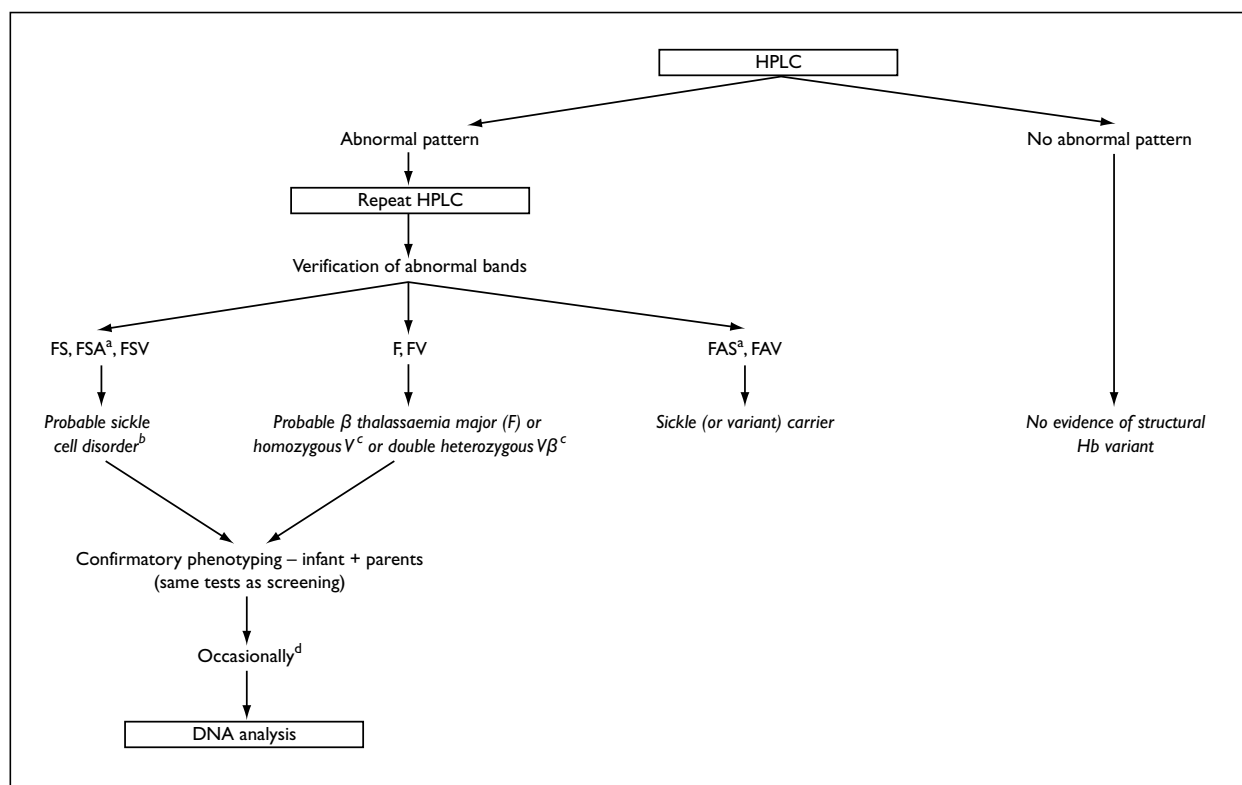 HPLC
Abnormal pattern
No abnormal pattern
Repeat HPLC
Verification of abnormal bands
FS, FSAᵃ, FSV
F, FV
FASᵃ, FAV
Probable sickle
cell disorderᵇ
Probable β thalassaemia major (F) or
homozygous Vᶜ or double heterozygous Vβᶜ
Sickle (or variant) carrier
No evidence of structural
Hb variant
Confirmatory phenotyping – infant + parents
(same tests as screening)
Occasionallyᵈ
DNA analysis